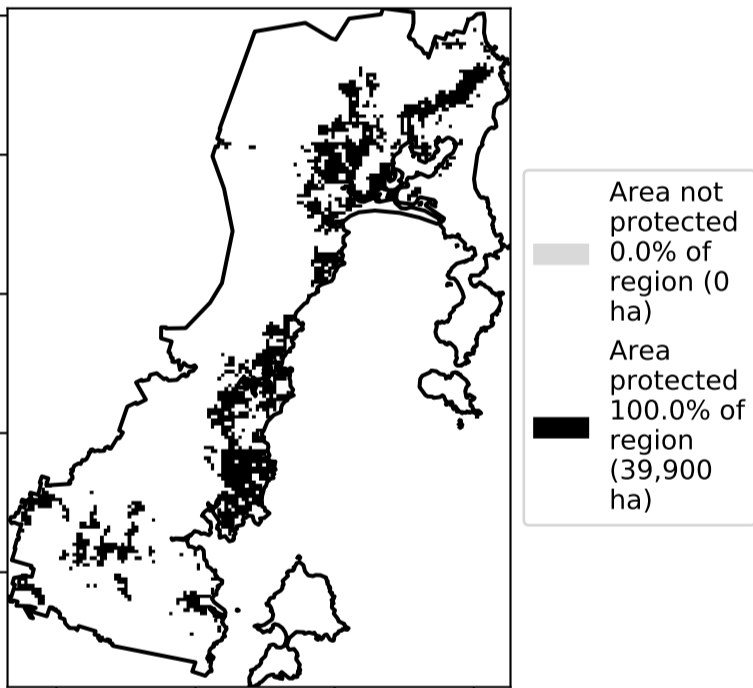 Area not
protected
0.0% of
region (0
ha)
Area
protected
100.0% of
region
(39,900
ha)